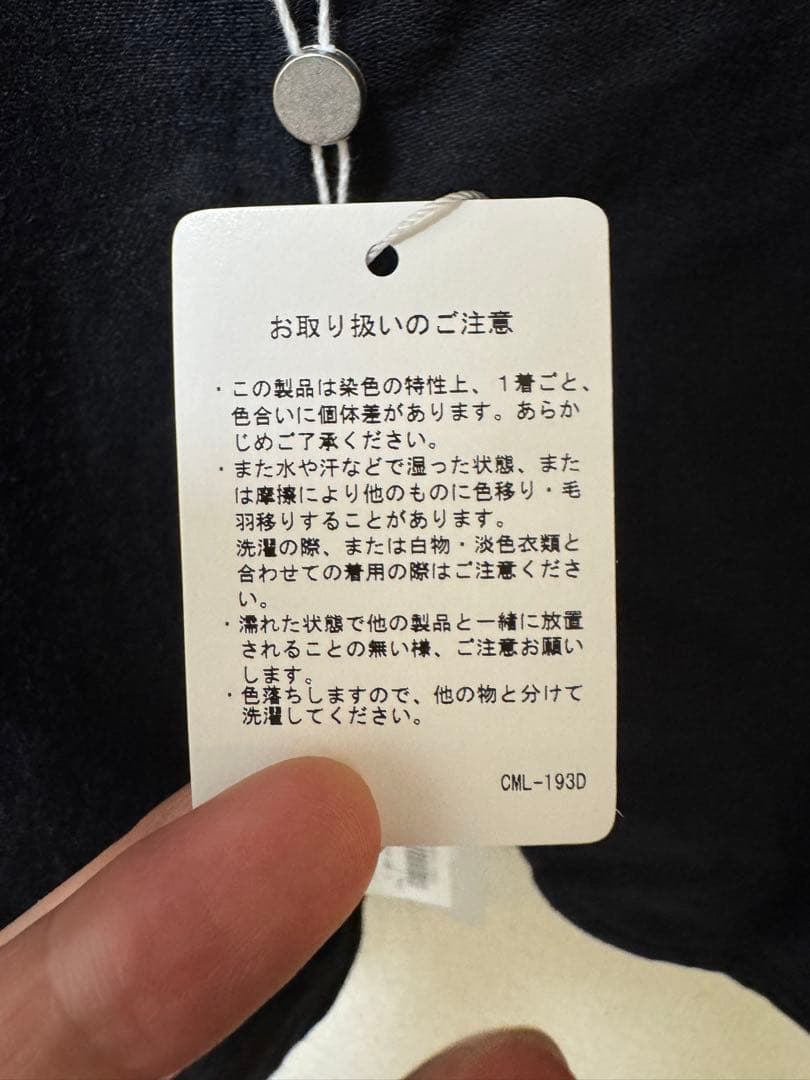 お取り扱いのご注意
・この製品は染色の特性上、１着ごと、
色合いに個体差があります。あらか
じめご了承ください。
・また水や汗などで湿った状態、また
は摩擦により他のものに色移り・毛
羽移りすることがあります。
洗濯の際、または白物・淡色衣類と
合わせての着用の際はご注意くださ
い。
・濡れた状態で他の製品と一緒に放置
されることの無い様、ご注意お願い
します。
・色落ちしますので、他の物と分けて
洗濯してください。
CML-193D